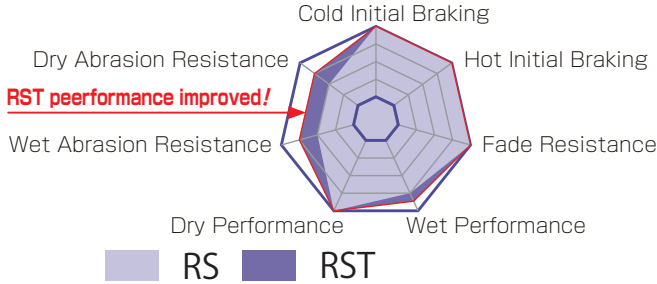 Cold Initial Braking
Dry Abrasion Resistance
Hot Initial Braking
RST peerformance improved!
Wet Abrasion Resistance
Fade Resistance
Dry Performance
Wet Performance
RS
RST